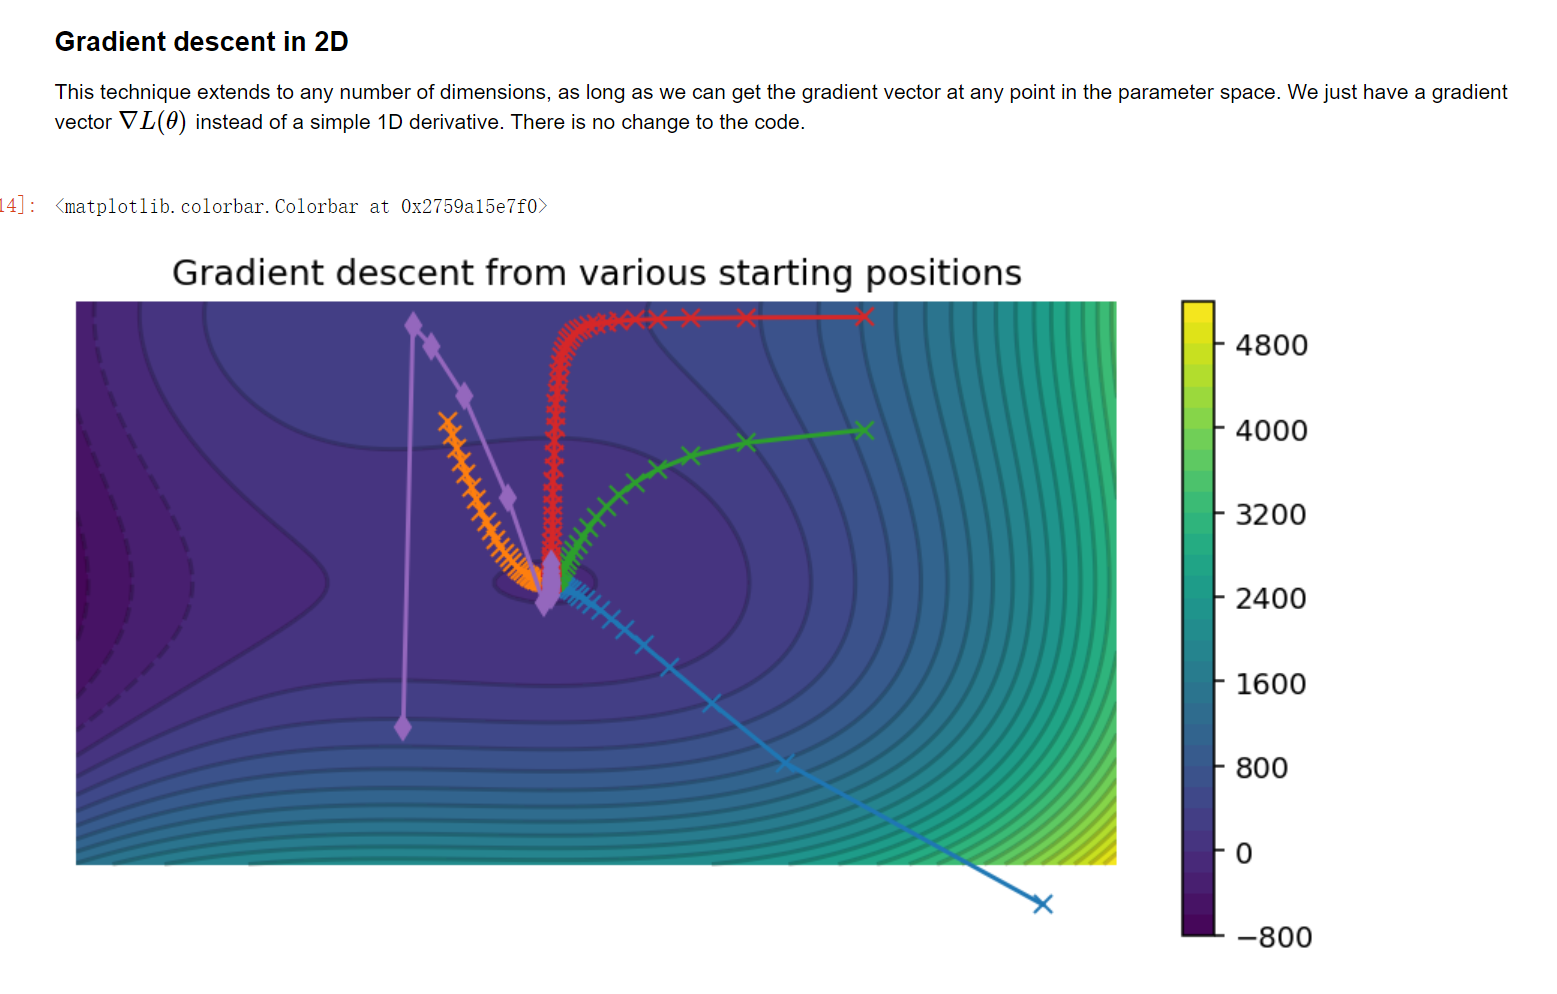 Gradient descent in 2D
This technique extends to any number of dimensions, as long as we can get the gradient vector at any point in the parameter space. We just have a gradient
vector ∇L(θ) instead of a simple 1D derivative. There is no change to the code.
14]: <matplotlib.colorbar.Colorbar at 0x2759a15e7f0>
Gradient descent from various starting positions
4800
4000
3200
2400
1600
800
0
−800